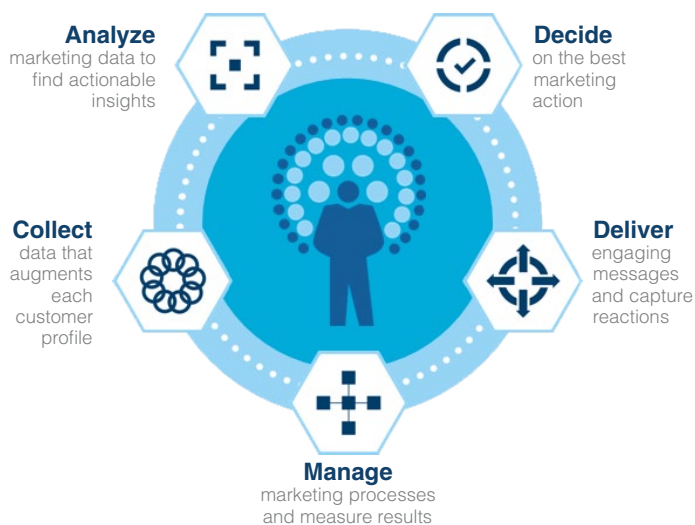 Analyze
marketing data to
find actionable
insights
Decide
on the best
marketing
action
Collect
data that
augments
each
customer
profile
Deliver
engaging
messages
and capture
reactions
Manage
marketing processes
and measure results